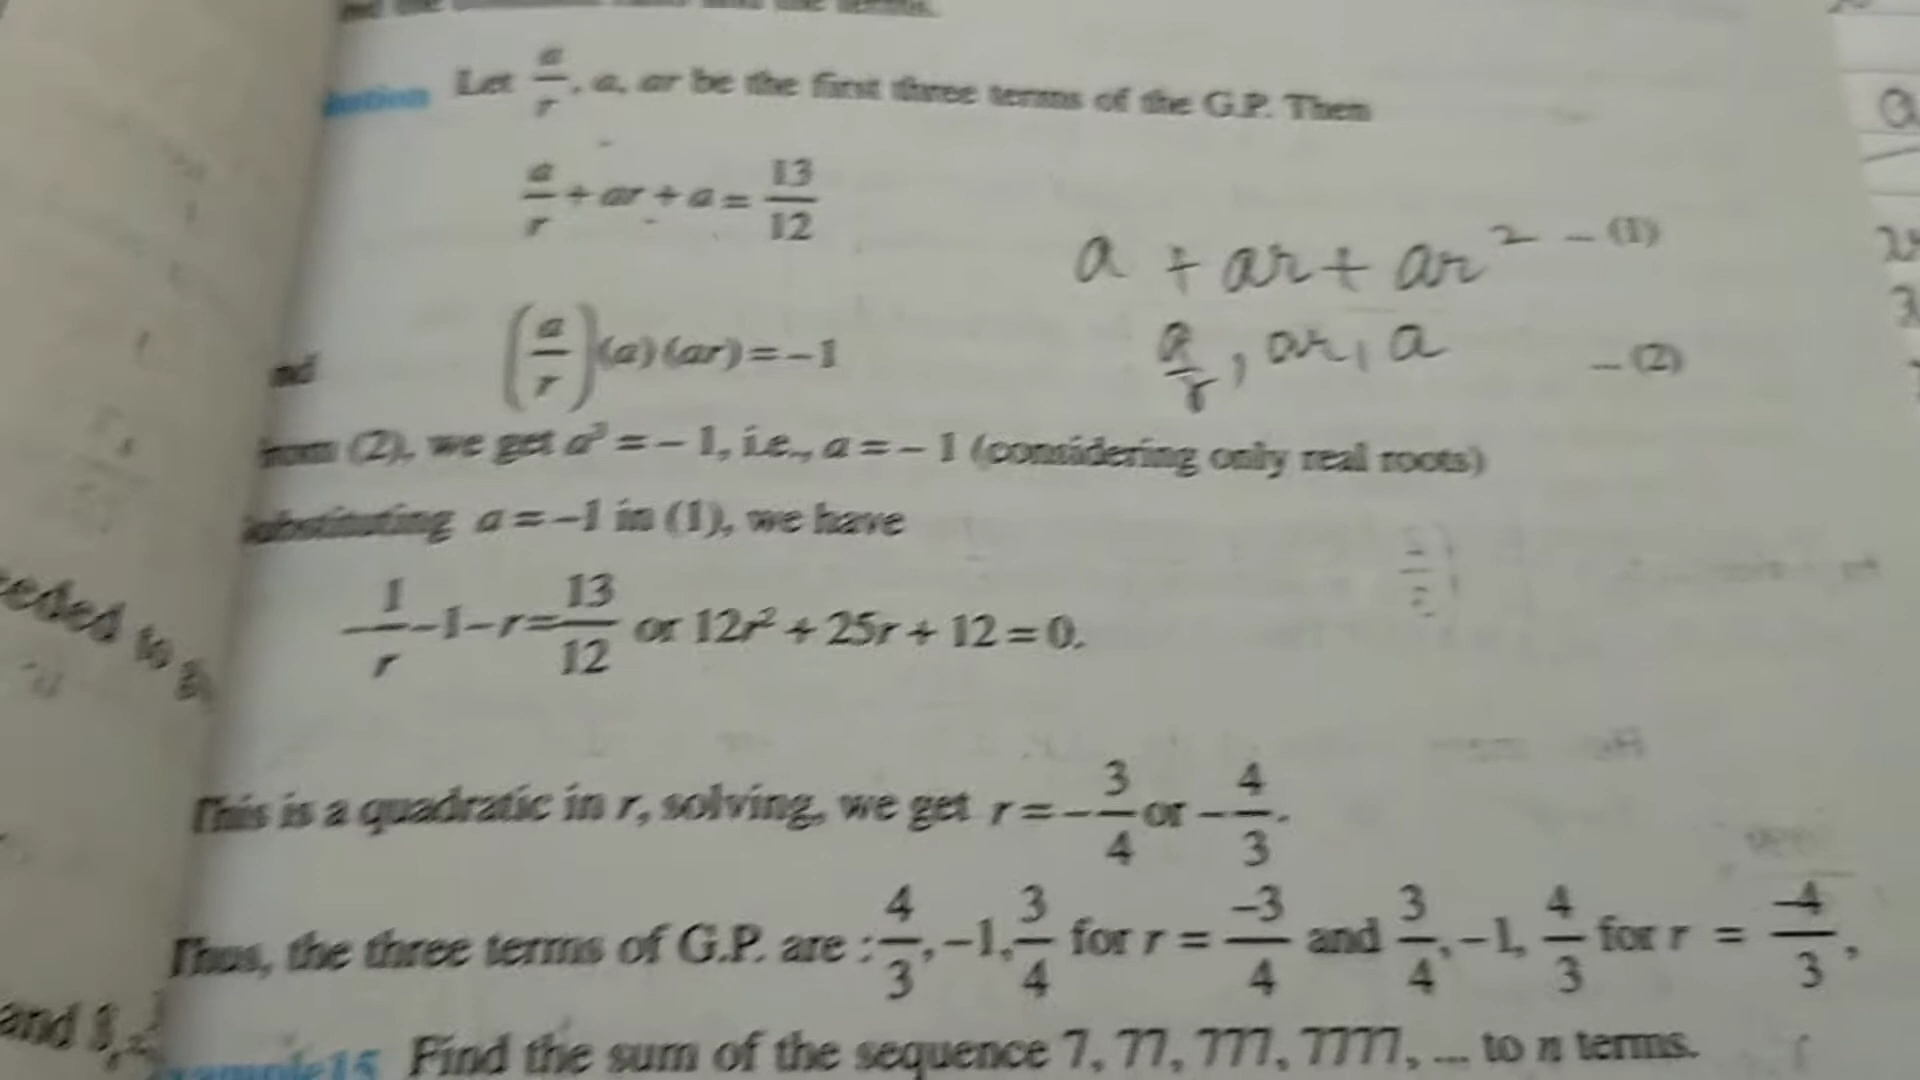 Let a/r, a, ar be the first three terms of the G.P. Then
a/r + ar + a = 13/12
a + ar + ar² – (1)
(a/r)(a)(ar) = –1
a/r, ar, a – (2)
(2), we get a³ = – 1, i.e., a = – 1 (considering only real roots)
substituting a = –1 in (1), we have
–1/r –1–r = 13/12 or 12r² + 25r + 12 = 0.
This is a quadratic in r, solving, we get r = –3/4 or –4/3.
Thus, the three terms of G.P. are : 4/3, –1, 3/4 for r = –3/4 and 3/4, –1, 4/3 for r = –4/3,
Find the sum of the sequence 7, 77, 777, 7777, ... to n terms.
eded to
and